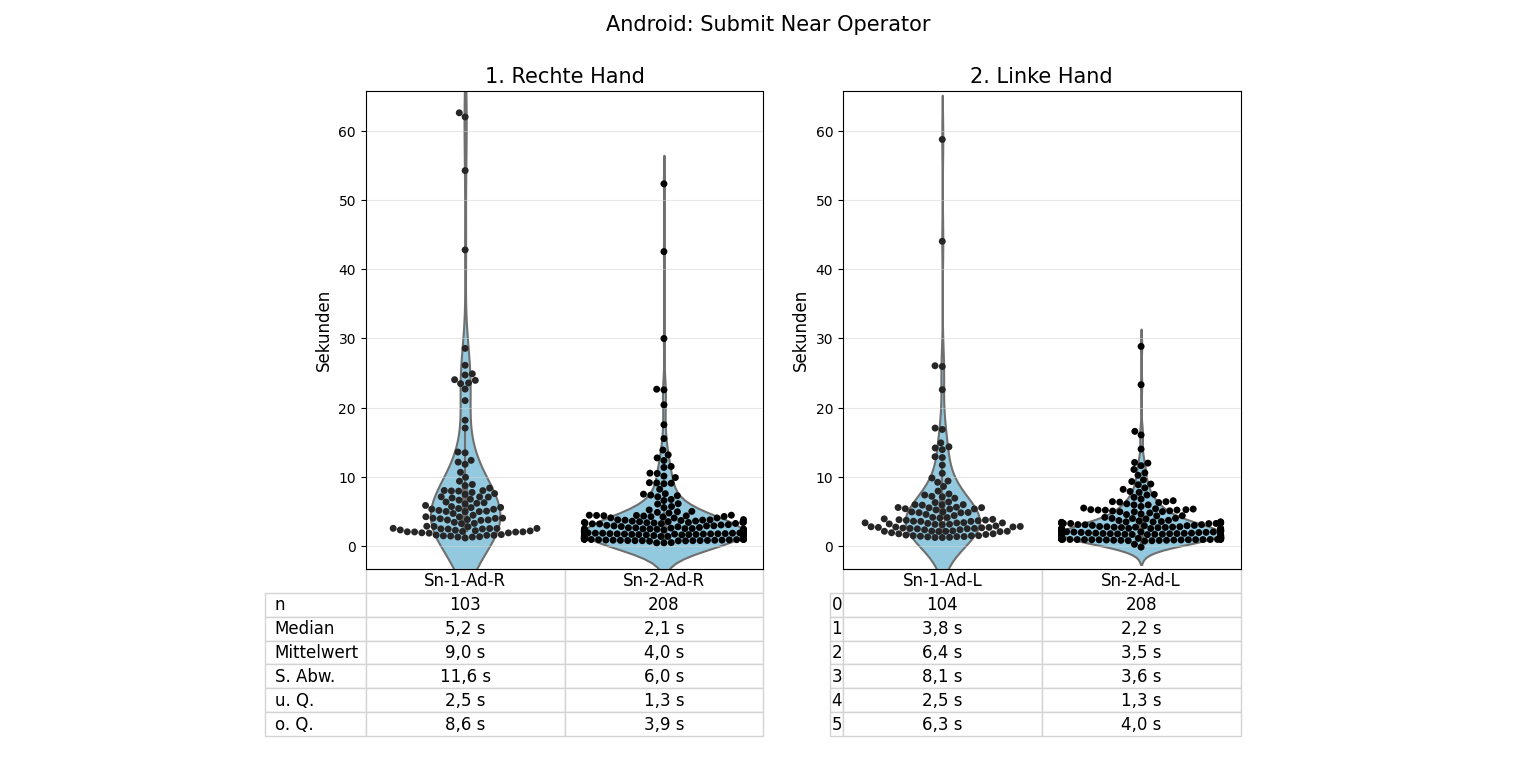 Android: Submit Near Operator
1. Rechte Hand
2. Linke Hand
60
50
40
30
20
10
0
Sekunden
60
50
40
30
20
10
0
Sekunden
Sn-1-Ad-R Sn-2-Ad-R
n 103 208
Median 5,2 s 2,1 s
Mittelwert 9,0 s 4,0 s
S. Abw. 11,6 s 6,0 s
u. Q. 2,5 s 1,3 s
o. Q. 8,6 s 3,9 s
Sn-1-Ad-L Sn-2-Ad-L
0 104 208
1 3,8 s 2,2 s
2 6,4 s 3,5 s
3 8,1 s 3,6 s
4 2,5 s 1,3 s
5 6,3 s 4,0 s